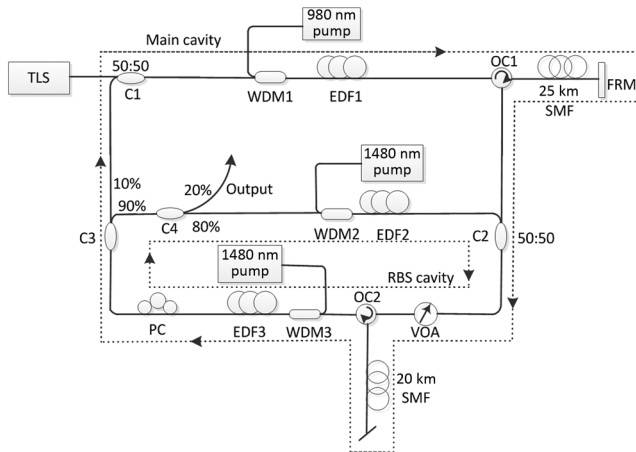 980 nm
pump
Main cavity
50:50
OC1
TLS
C1
WDM1
EDF1
25 km
SMF
FRM
1480 nm
pump
10%
20%
Output
90%
C4
80%
WDM2
EDF2
C3
C2
50:50
1480 nm
pump
RBS cavity
OC2
PC
EDF3
WDM3
VOA
20 km
SMF